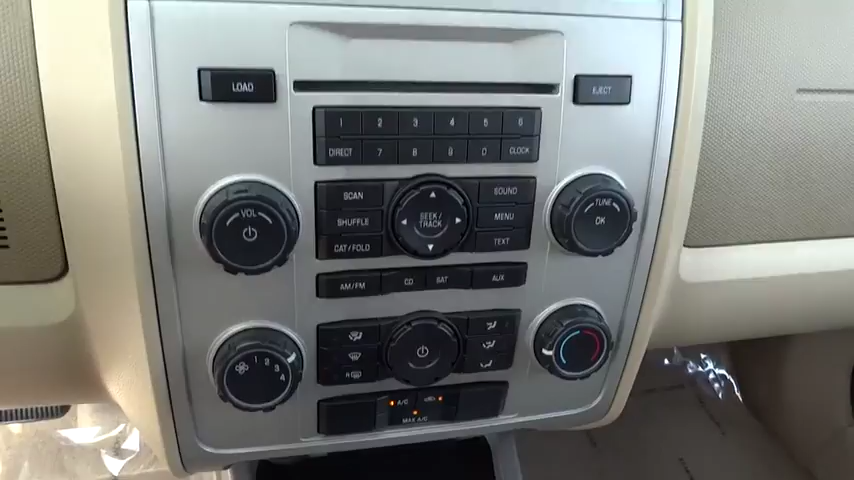 LOAD
EJECT
1 2 3 4 5 6
DIRECT 7 8 9 0 CLOCK
SCAN
SOUND
VOL
SEEK/
TRACK
TUNE
OK
SHUFFLE
MENU
CAT/FOLD
TEXT
AM/FM CD SAT AUX
1 2 3 4
R
A/C
MAX A/C